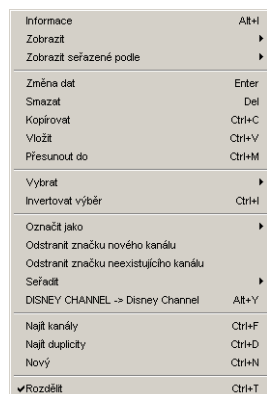 Informace Alt+I
Zobrazit
Zobrazit seřazené podle
Změna dat Enter
Smazat Del
Kopírovat Ctrl+C
Vložit Ctrl+V
Přesunout do Ctrl+M
Vybrat
Invertovat výběr Ctrl+I
Označit jako
Odstranit značku nového kanálu
Odstranit značku neexistujícího kanálu
Seřadit
DISNEY CHANNEL -> Disney Channel Alt+Y
Najít kanály Ctrl+F
Najít duplicity Ctrl+D
Nový Ctrl+N
Rozdělit Ctrl+T